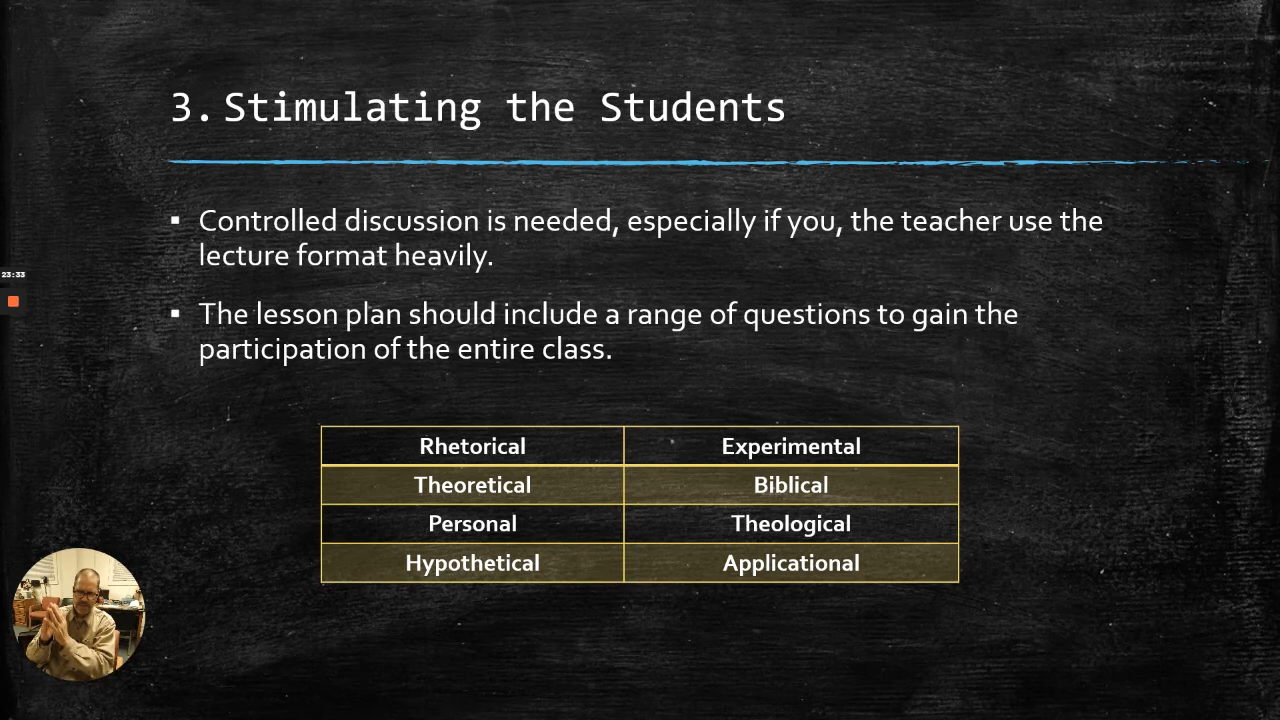 3. Stimulating the Students
▪ Controlled discussion is needed, especially if you, the teacher use the
lecture format heavily.
▪ The lesson plan should include a range of questions to gain the
participation of the entire class.
23:33
Rhetorical Experimental
Theoretical Biblical
Personal Theological
Hypothetical Applicational